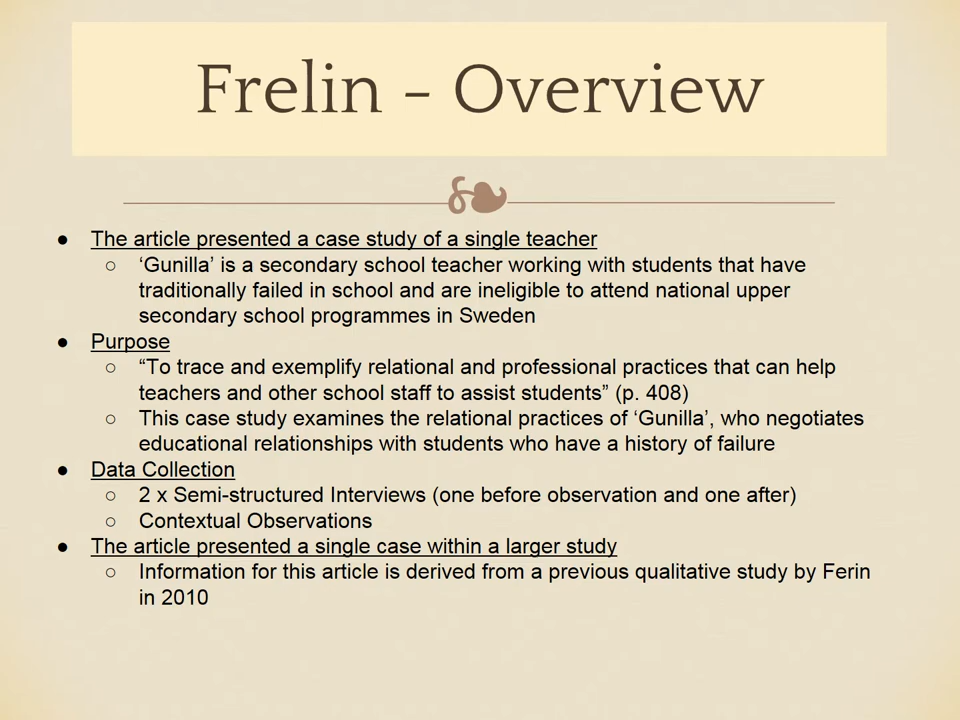 Frelin - Overview
● The article presented a case study of a single teacher
○ ‘Gunilla’ is a secondary school teacher working with students that have
traditionally failed in school and are ineligible to attend national upper
secondary school programmes in Sweden
● Purpose
○ “To trace and exemplify relational and professional practices that can help
teachers and other school staff to assist students” (p. 408)
○ This case study examines the relational practices of ‘Gunilla’, who negotiates
educational relationships with students who have a history of failure
● Data Collection
○ 2 x Semi-structured Interviews (one before observation and one after)
○ Contextual Observations
● The article presented a single case within a larger study
○ Information for this article is derived from a previous qualitative study by Ferin
in 2010